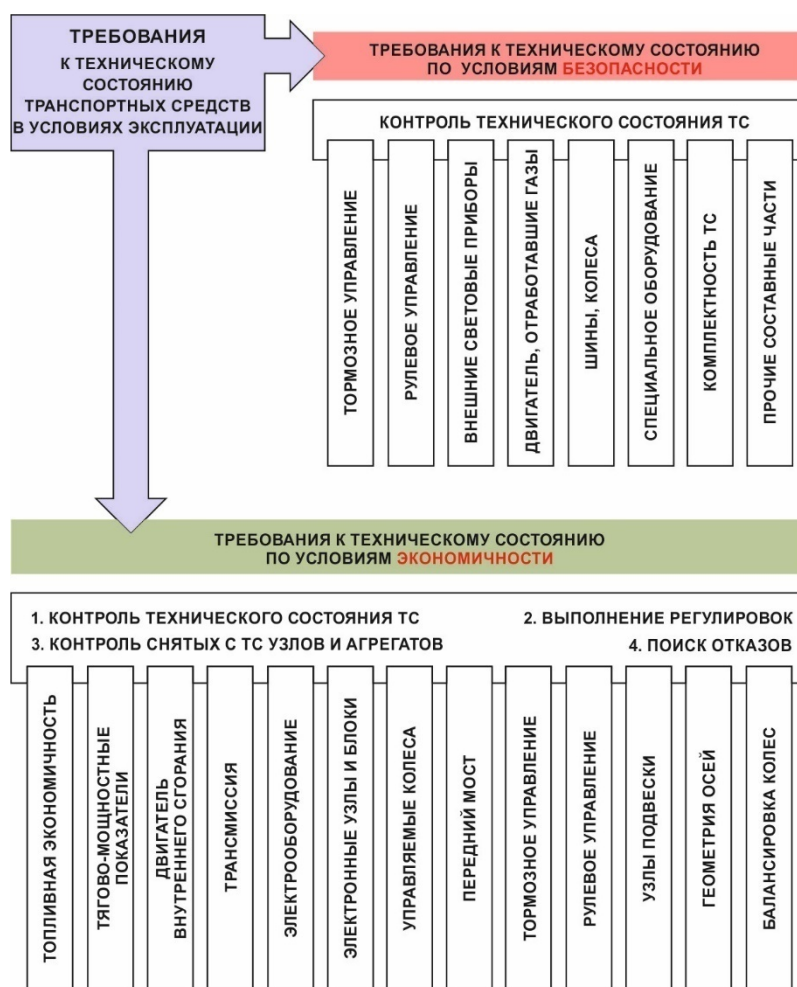 ТРЕБОВАНИЯ
К ТЕХНИЧЕСКОМУ
СОСТОЯНИЮ
ТРАНСПОРТНЫХ СРЕДСТВ
В УСЛОВИЯХ ЭКСПЛУАТАЦИИ
ТРЕБОВАНИЯ К ТЕХНИЧЕСКОМУ СОСТОЯНИЮ
ПО УСЛОВИЯМ БЕЗОПАСНОСТИ
КОНТРОЛЬ ТЕХНИЧЕСКОГО СОСТОЯНИЯ ТС
ТОРМОЗНОЕ УПРАВЛЕНИЕ
РУЛЕВОЕ УПРАВЛЕНИЕ
ВНЕШНИЕ СВЕТОВЫЕ ПРИБОРЫ
ДВИГАТЕЛЬ, ОТРАБОТАВШИЕ ГАЗЫ
ШИНЫ, КОЛЕСА
СПЕЦИАЛЬНОЕ ОБОРУДОВАНИЕ
КОМПЛЕКТНОСТЬ ТС
ПРОЧИЕ СОСТАВНЫЕ ЧАСТИ
ТРЕБОВАНИЯ К ТЕХНИЧЕСКОМУ СОСТОЯНИЮ
ПО УСЛОВИЯМ ЭКОНОМИЧНОСТИ
1. КОНТРОЛЬ ТЕХНИЧЕСКОГО СОСТОЯНИЯ ТС
2. ВЫПОЛНЕНИЕ РЕГУЛИРОВОК
3. КОНТРОЛЬ СНЯТЫХ С ТС УЗЛОВ И АГРЕГАТОВ
4. ПОИСК ОТКАЗОВ
ТОПЛИВНАЯ ЭКОНОМИЧНОСТЬ
ТЯГОВО-МОЩНОСТНЫЕ
ПОКАЗАТЕЛИ
ДВИГАТЕЛЬ
ВНУТРЕННЕГО СГОРАНИЯ
ТРАНСМИССИЯ
ЭЛЕКТРООБОРУДОВАНИЕ
ЭЛЕКТРОННЫЕ УЗЛЫ И БЛОКИ
УПРАВЛЯЕМЫЕ КОЛЕСА
ПЕРЕДНИЙ МОСТ
ТОРМОЗНОЕ УПРАВЛЕНИЕ
РУЛЕВОЕ УПРАВЛЕНИЕ
УЗЛЫ ПОДВЕСКИ
ГЕОМЕТРИЯ ОСЕЙ
БАЛАНСИРОВКА КОЛЕС